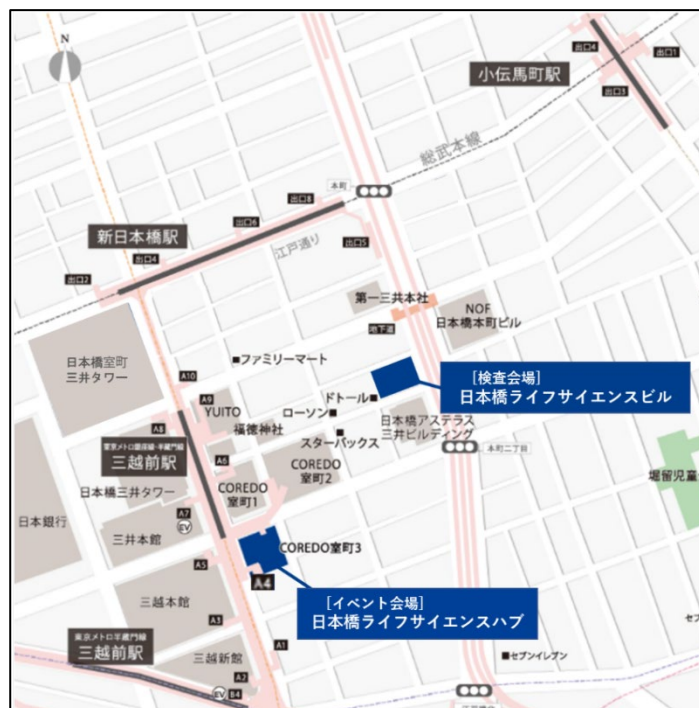 N
出口4
出口1
小伝馬町駅
出口3
総武本線
本町
出口8
出口6
新日本橋駅
江戸通り
出口5
出口4
出口2
第一三共本社
NOF
日本橋本町ビル
地下道
日本橋室町
三井タワー
■ファミリーマート
[検査会場]
日本橋ライフサイエンスビル
A10
A9
YUITO
ドトール■
ローソン■
福徳神社
スターバックス
日本橋アステラス
三井ビルディング
本町二丁目
A8
東京メトロ銀座線・半蔵門線
三越前駅
A6
COREDO
室町2
堀留児童
日本橋三井タワー
COREDO
室町1
日本銀行
A7
EV
三井本館
COREDO室町3
A5
A4
三越本館
[イベント会場]
日本橋ライフサイエンスハブ
A3
東京メトロ半蔵門線
三越前駅
A1
三越新館
■セブンイレブン
A2
EV
B4